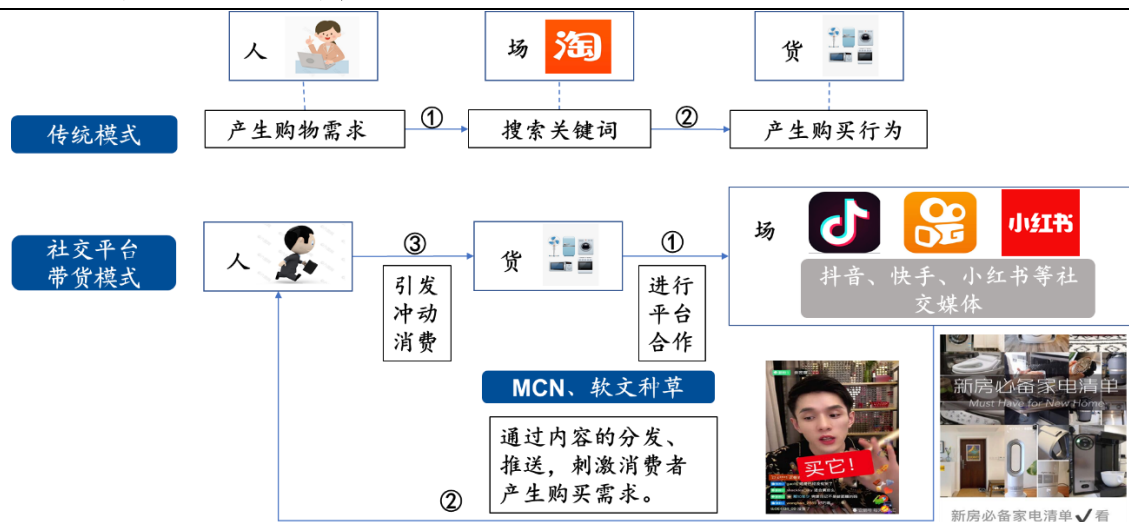 人
场
淘
货
传统模式
产生购物需求
①
搜索关键词
②
产生购买行为
社交平台
带货模式
人
③
引发
冲动
消费
货
①
进行
平台
合作
场
小红书
抖音、快手、小红书等社
交媒体
MCN、软文种草
通过内容的分发、
推送，刺激消费者
产生购买需求。
②
买它！
新房必备家电清单
Must Have for New Home
新房必备家电清单✓看